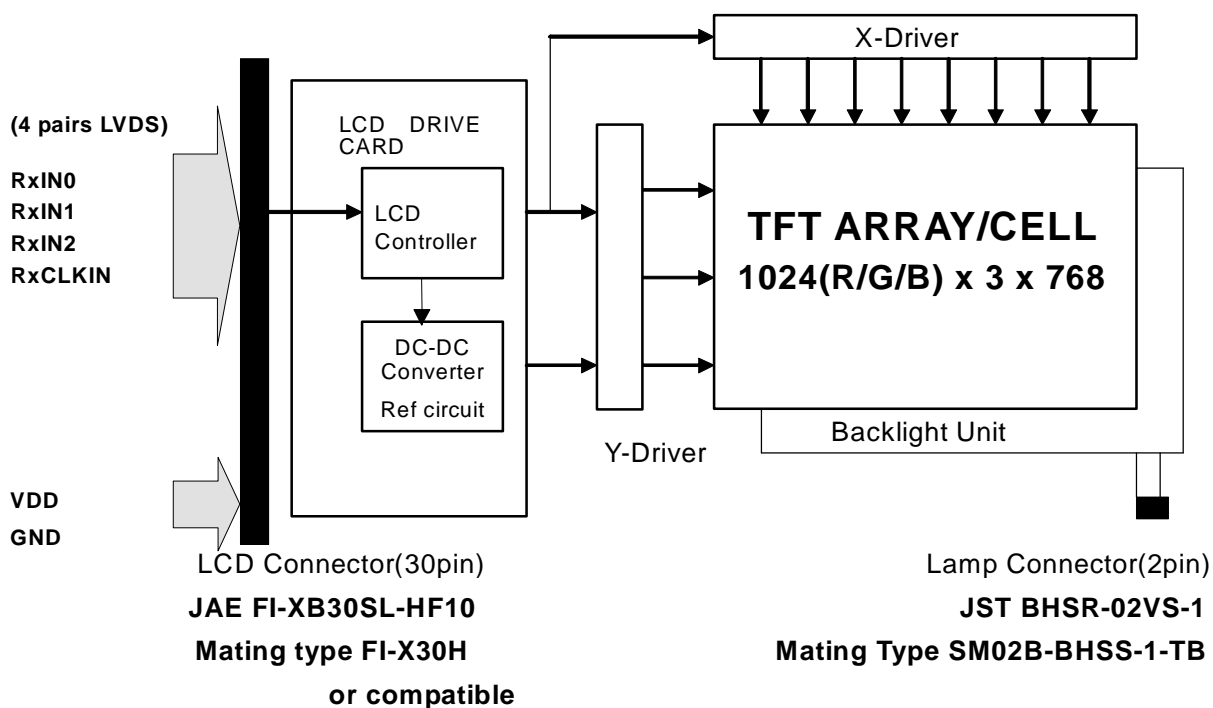 X-Driver
(4 pairs LVDS)
RxIN0
RxIN1
RxIN2
RxCLKIN
LCD DRIVE
CARD
LCD
Controller
DC-DC
Converter
Ref circuit
TFT ARRAY/CELL
1024(R/G/B) x 3 x 768
Backlight Unit
Y-Driver
VDD
GND
LCD Connector(30pin)
JAE FI-XB30SL-HF10
Mating type FI-X30H
or compatible
Lamp Connector(2pin)
JST BHSR-02VS-1
Mating Type SM02B-BHSS-1-TB